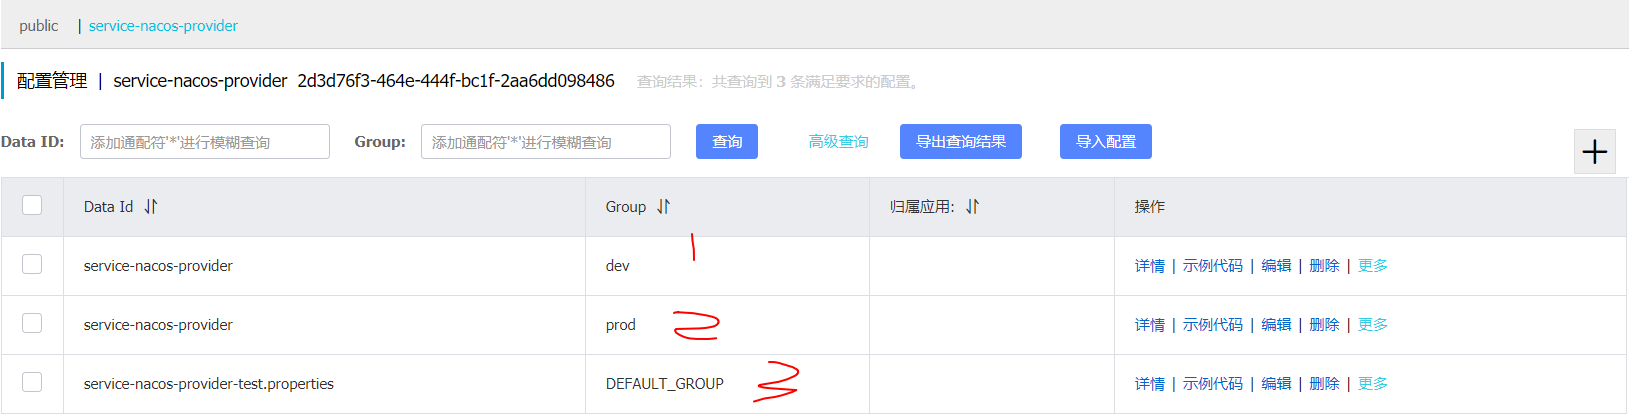 public | service-nacos-provider
配置管理 | service-nacos-provider 2d3d76f3-464e-444f-bc1f-2aa6dd098486 查询结果：共查询到 3 条满足要求的配置。
Data ID: 添加通配符'*'进行模糊查询 Group: 添加通配符'*'进行模糊查询 查询 高级查询 导出查询结果 导入配置
Data Id Group 归属应用: 操作
service-nacos-provider dev 1 详情 | 示例代码 | 编辑 | 删除 | 更多
service-nacos-provider prod 2 详情 | 示例代码 | 编辑 | 删除 | 更多
service-nacos-provider-test.properties DEFAULT_GROUP 3 详情 | 示例代码 | 编辑 | 删除 | 更多